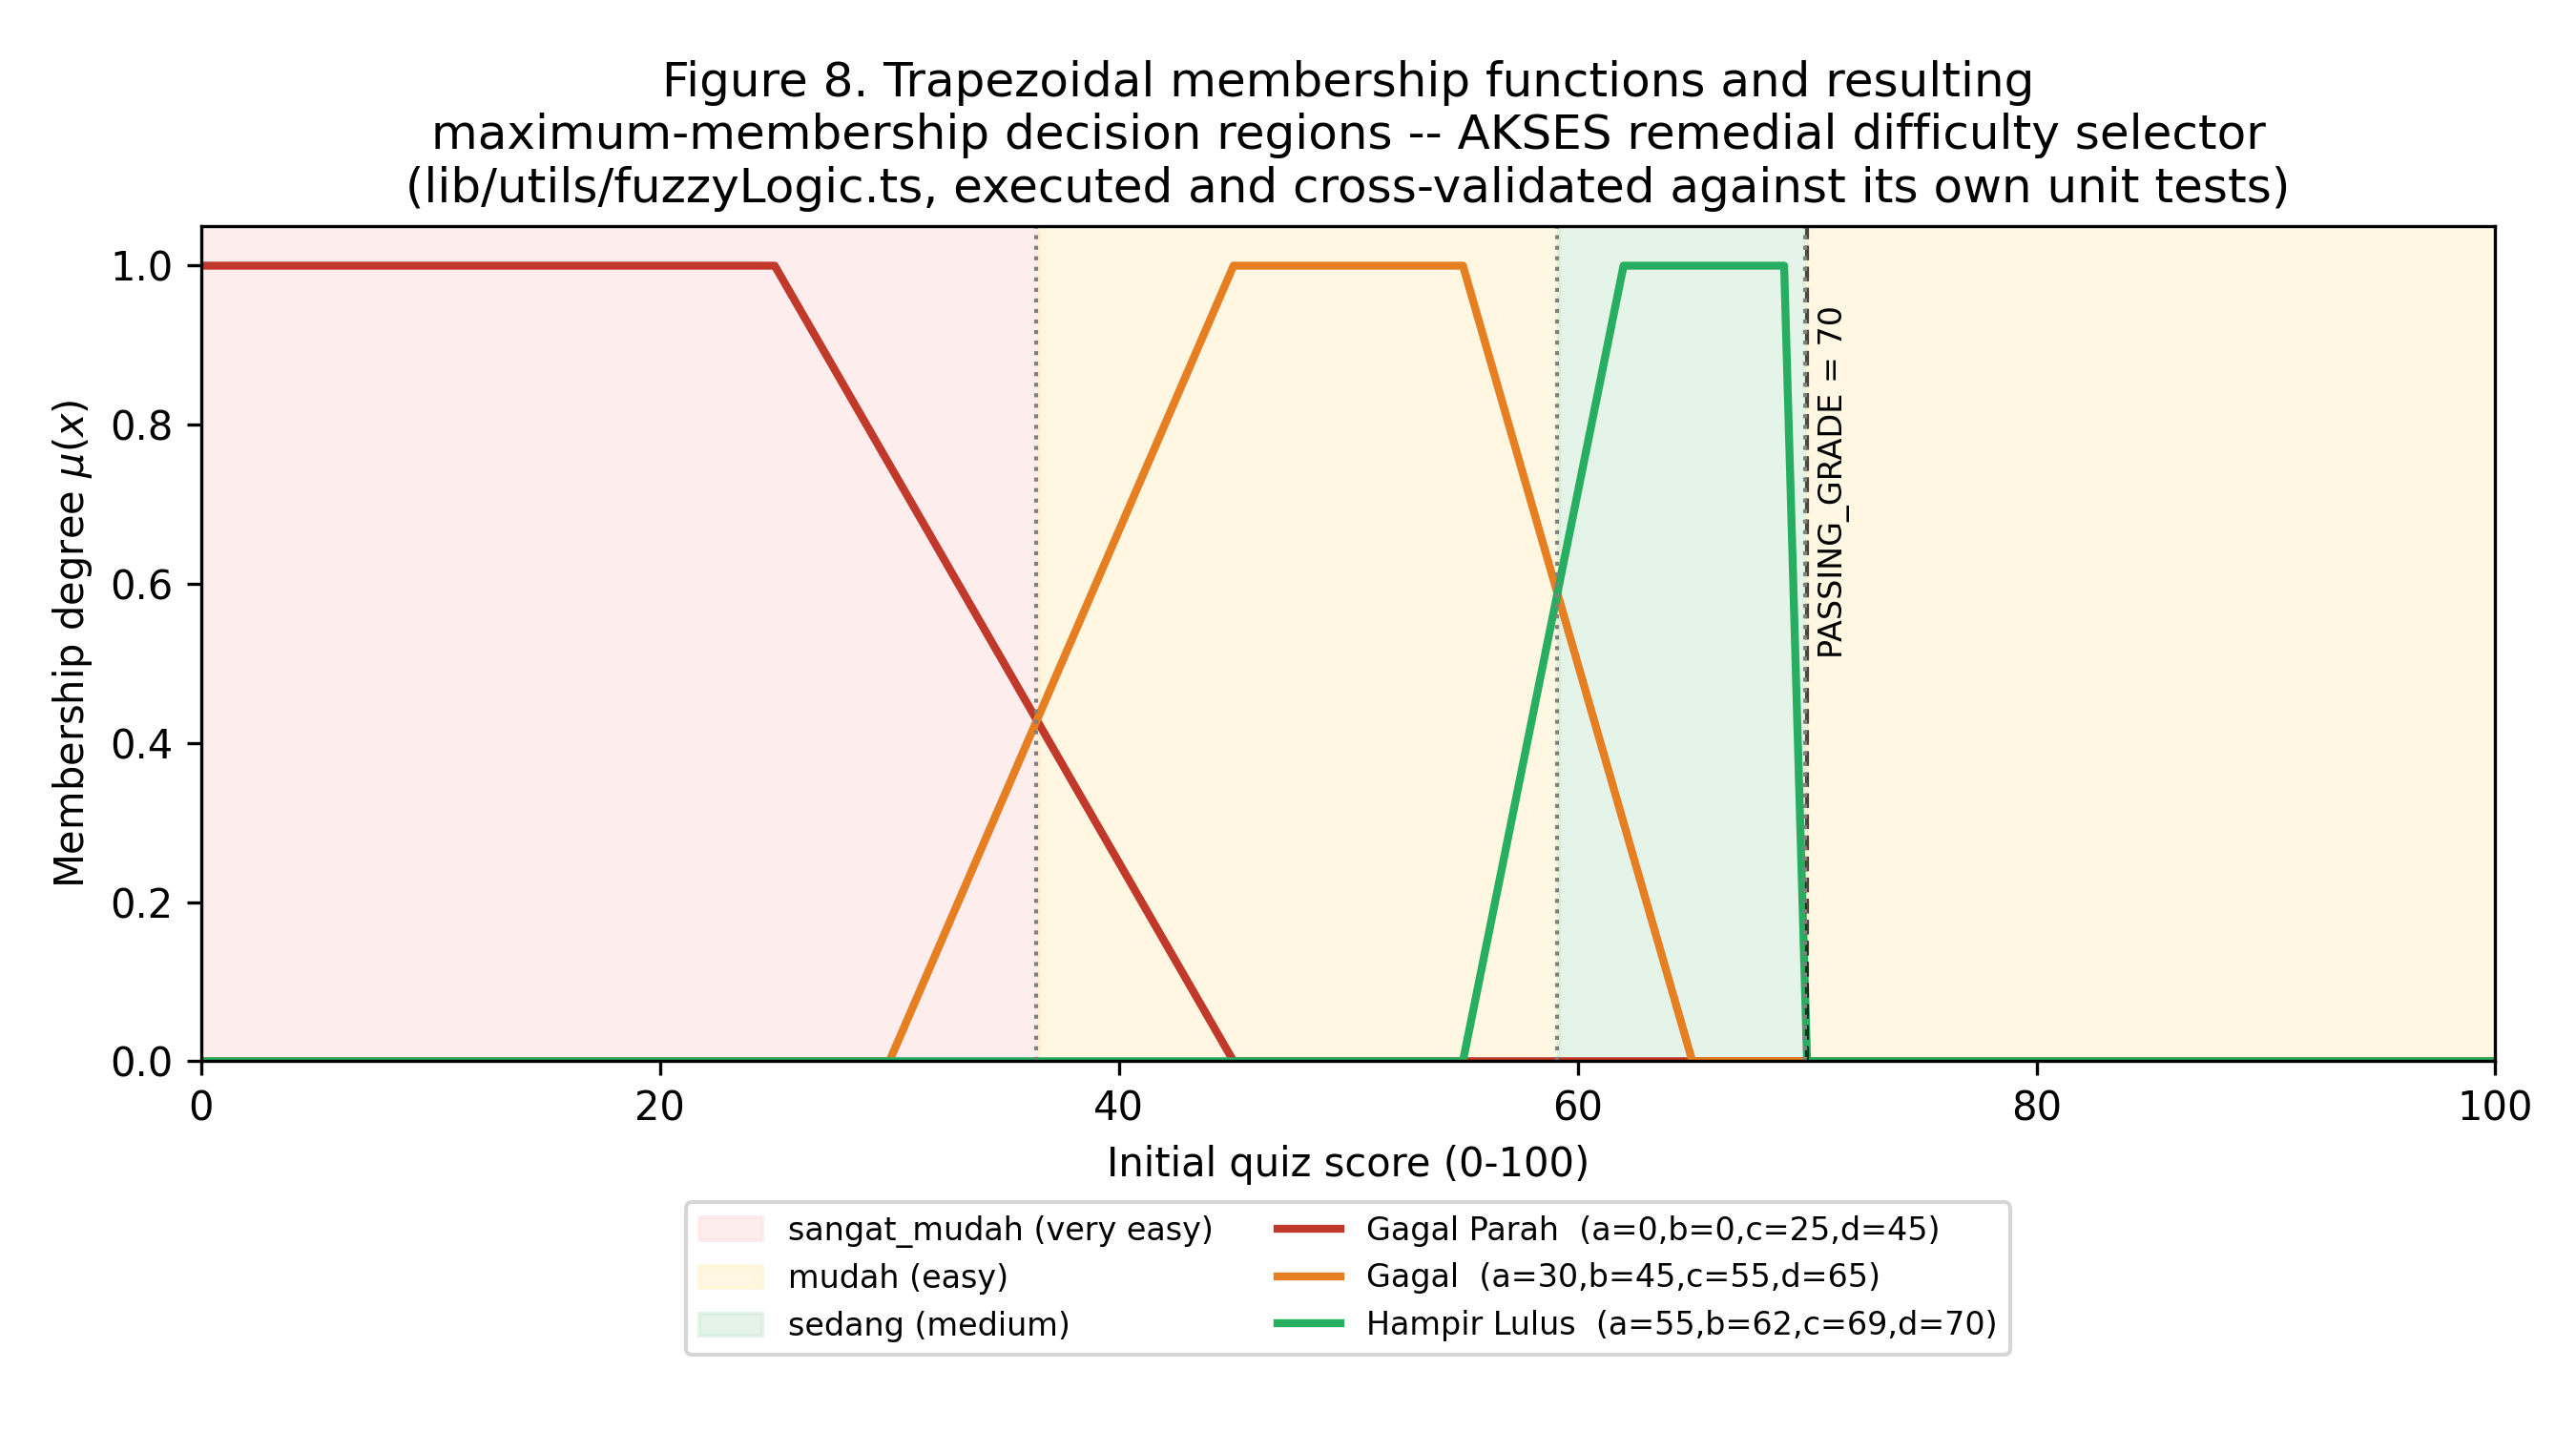 Figure 8. Trapezoidal membership functions and resulting
maximum-membership decision regions -- AKSES remedial difficulty selector
(lib/utils/fuzzyLogic.ts, executed and cross-validated against its own unit tests)
Membership degree μ(x)
1.0
0.8
0.6
0.4
0.2
0.0
PASSING_GRADE = 70
0 20 40 60 80 100
Initial quiz score (0-100)
sangat_mudah (very easy)
mudah (easy)
sedang (medium)
Gagal Parah (a=0,b=0,c=25,d=45)
Gagal (a=30,b=45,c=55,d=65)
Hampir Lulus (a=55,b=62,c=69,d=70)